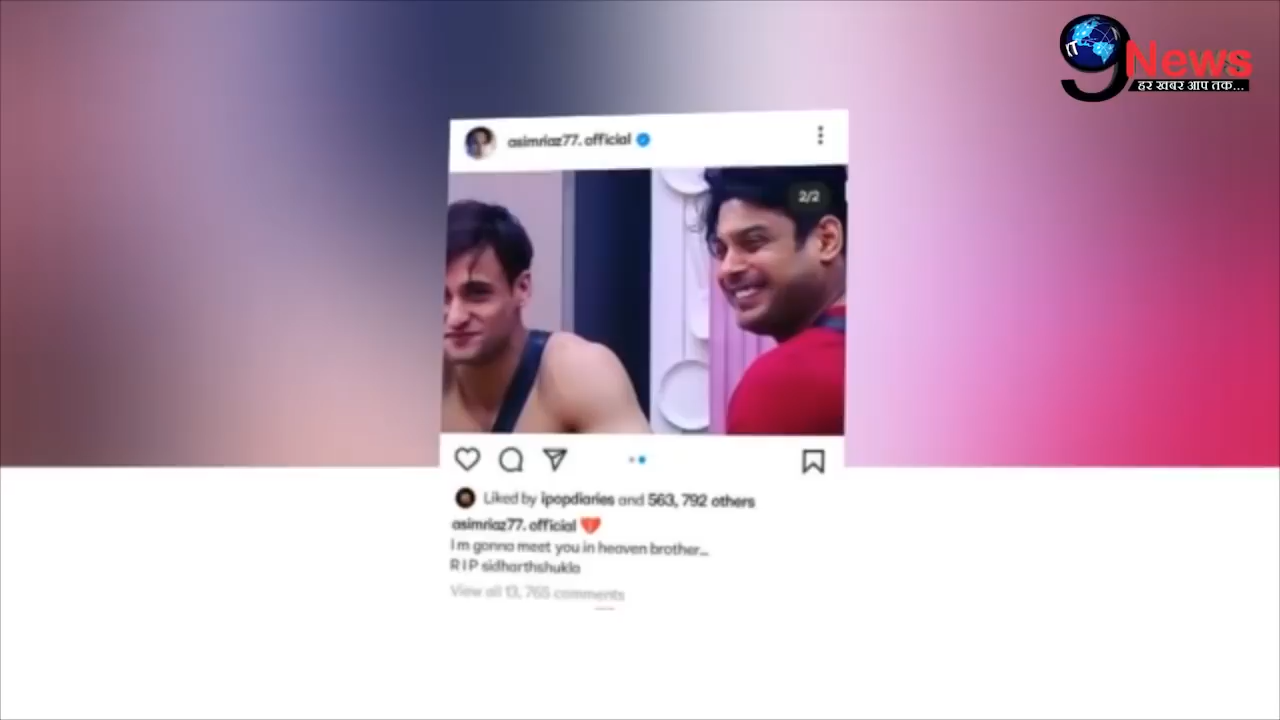 9 News
हर खबर आप तक...
asimriaz77. official
2/2
Liked by ipopdiaries and 563, 792 others
asimriaz77. official
I m gonna meet you in heaven brother...
R I P sidharthshukla
View all 13, 765 comments